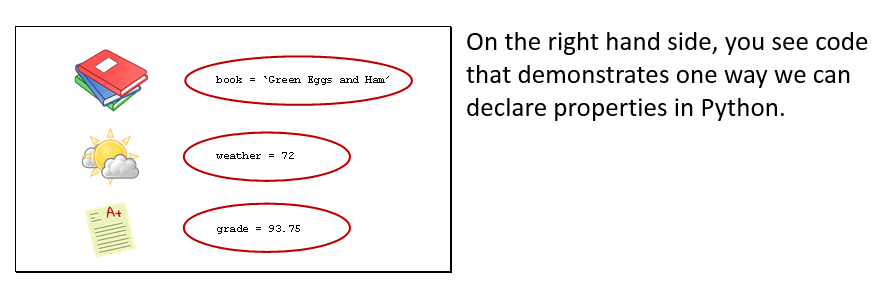 book = ‘Green Eggs and Ham’
weather = 72
A+
grade = 93.75
On the right hand side, you see code
that demonstrates one way we can
declare properties in Python.